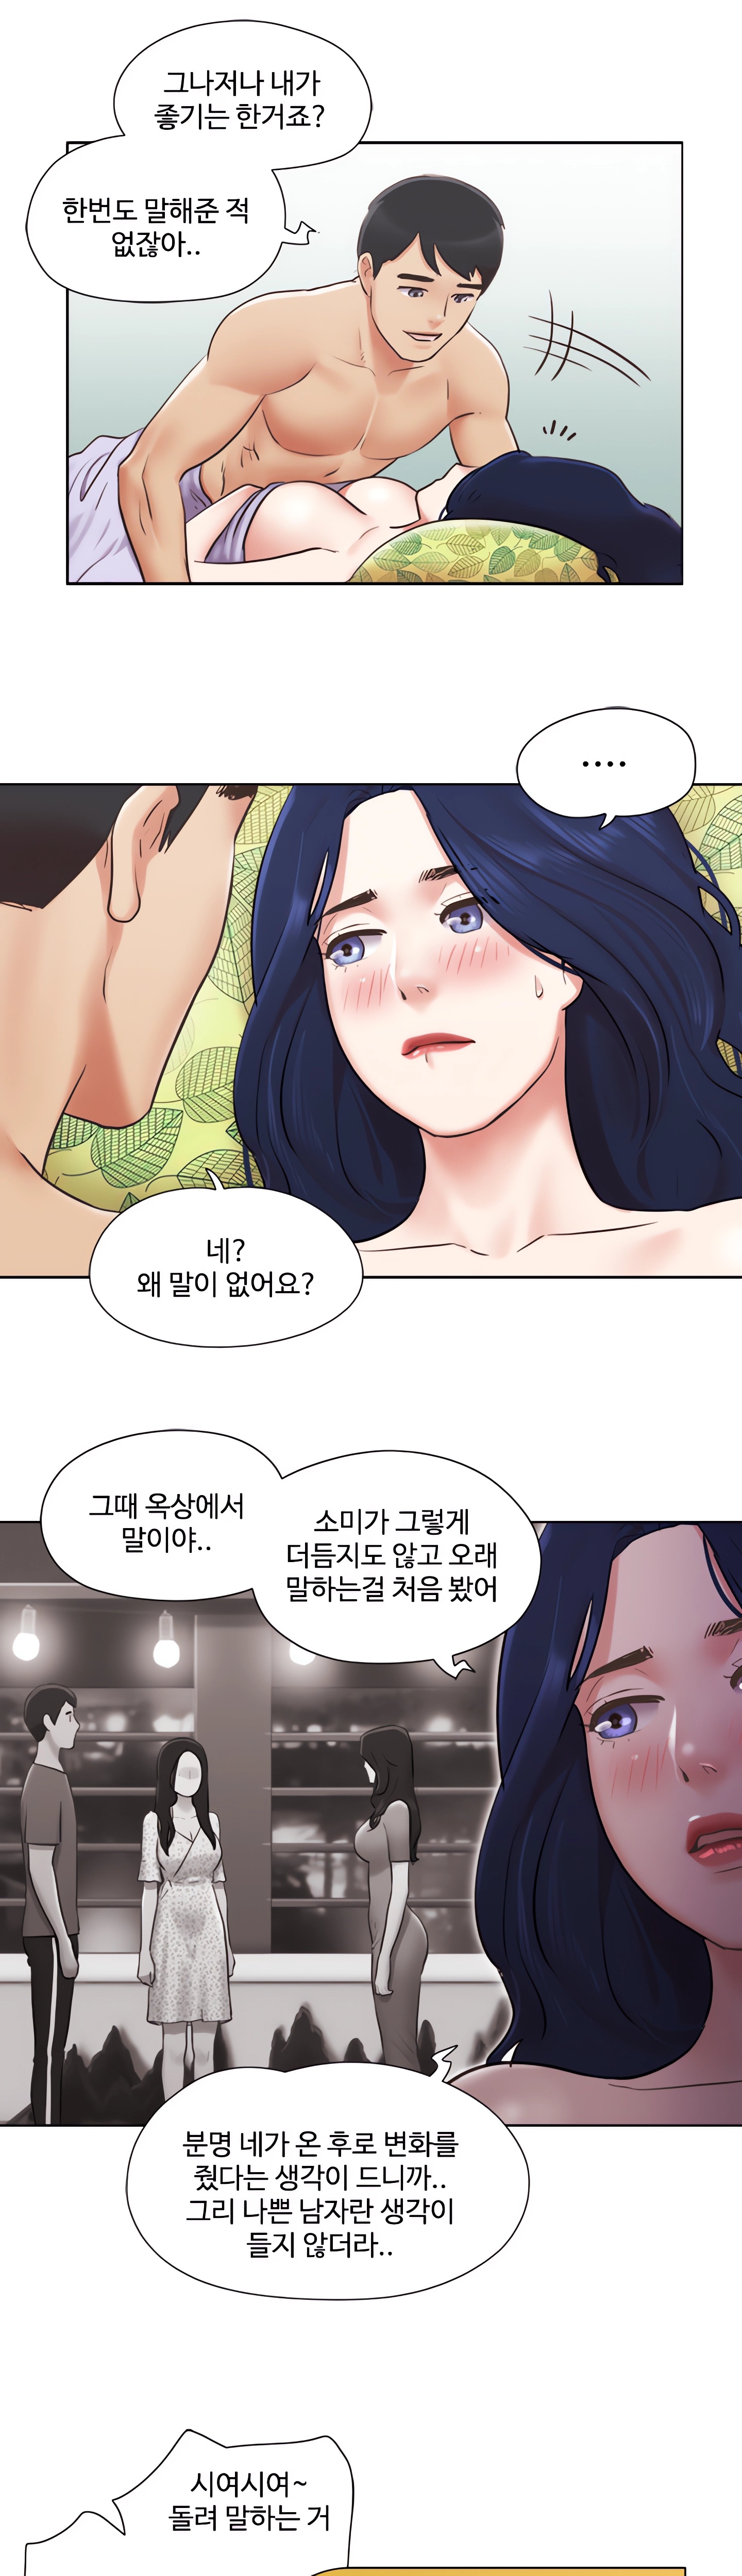 그나저나 내가
좋기는 한거죠?
한번도 말해준 적
없잖아..
....
네?
왜 말이 없어요?
그때 옥상에서
말이야..
소미가 그렇게
더듬지도 않고 오래
말하는걸 처음 봤어
분명 네가 온 후로 변화를
줬다는 생각이 드니까..
그리 나쁜 남자란 생각이
들지 않더라..
시여시여~
돌려 말하는 거